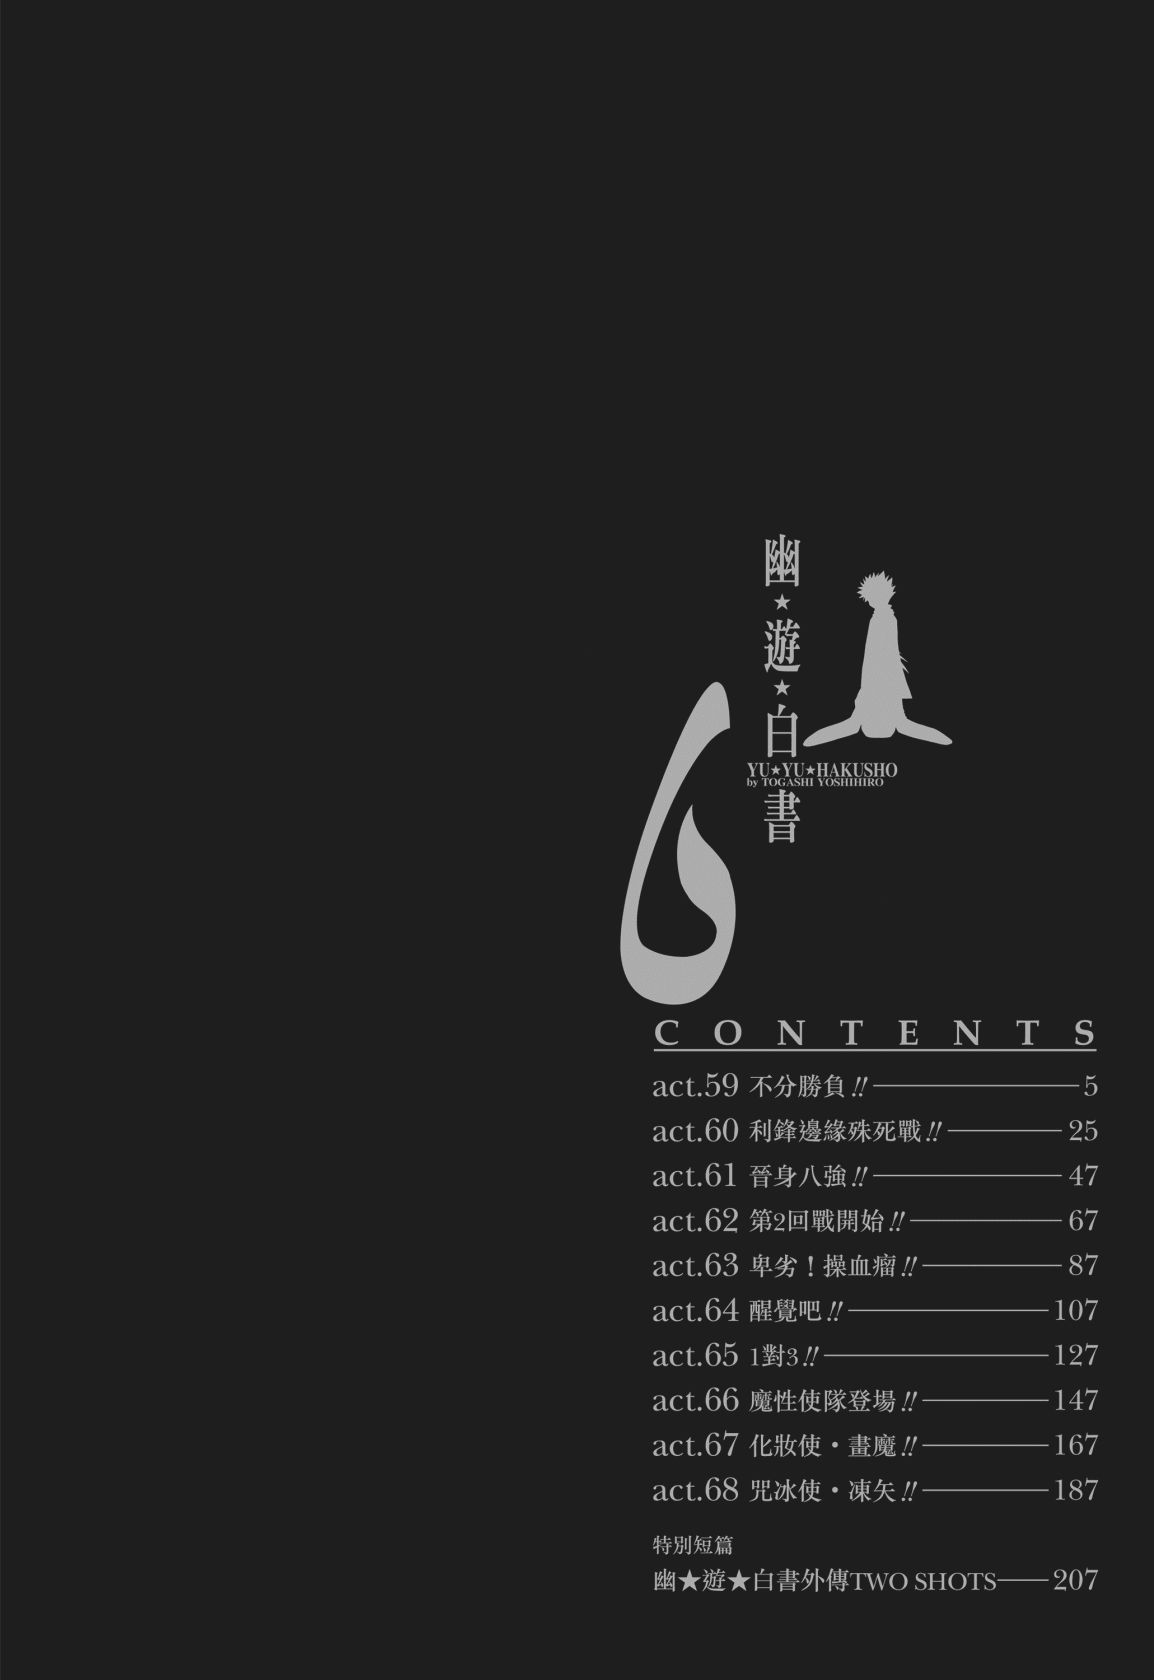 幽★遊★白書
YU★YU★HAKUSHO
by TOGASHI YOSHIHIRO
6
CONTENTS
act.59 不分勝負!! 5
act.60 利鋒邊緣殊死戰!! 25
act.61 晉身八強!! 47
act.62 第2回戰開始!! 67
act.63 卑劣！操血瘤!! 87
act.64 醒覺吧!! 107
act.65 1對3!! 127
act.66 魔性使隊登場!! 147
act.67 化妝使・畫魔!! 167
act.68 咒冰使・凍矢!! 187
特別短篇
幽★遊★白書外傳TWO SHOTS 207